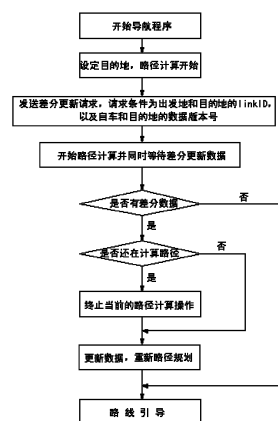 开始导航程序
设定目的地，路径计算开始
发送差分更新请求，请求条件为出发地和目的地的linkID，
以及自车和目的地的数据版本号
开始路径计算并同时等待差分更新数据
是否有差分数据
否
是
是否还在计算路径
否
是
终止当前的路径计算操作
更新数据，重新路径规划
路 线 引 导